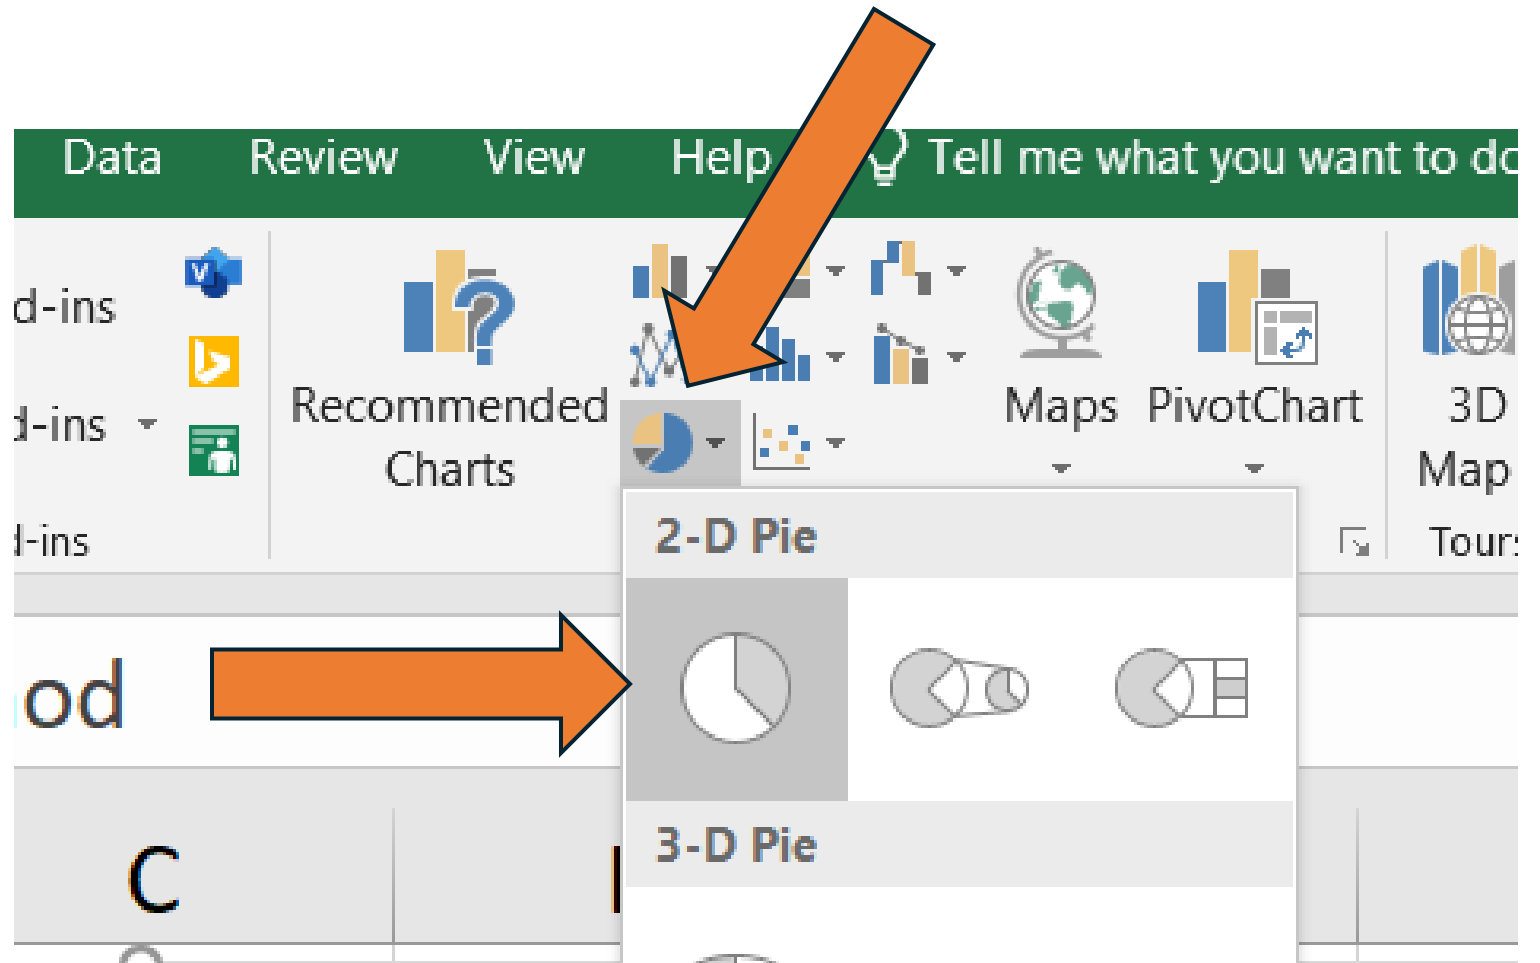 Data Review View Help Tell me what you want to do
d-ins
d-ins
d-ins
Recommended
Charts
Maps
PivotChart
3D
Map
Tours
2-D Pie
od
3-D Pie
C